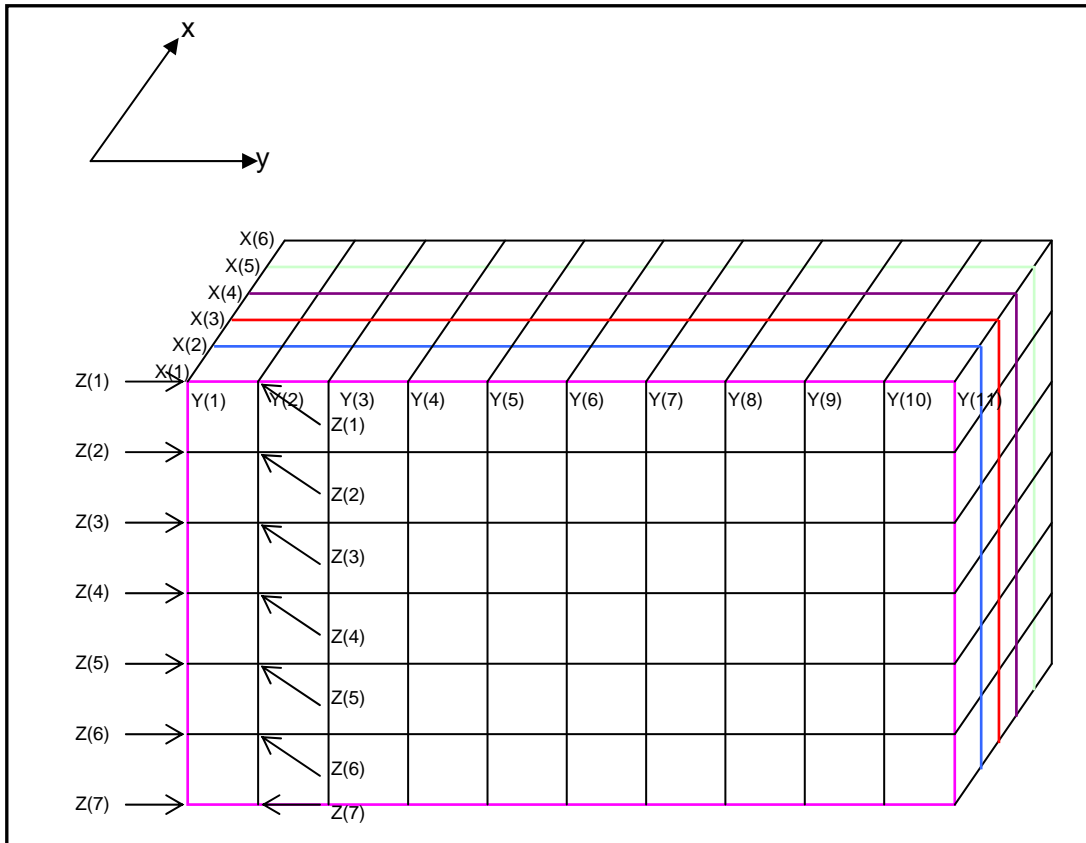 x
y
X(6)
X(5)
X(4)
X(3)
X(2)
X(1)
Z(1)
Y(1) Y(2) Y(3) Y(4) Y(5) Y(6) Y(7) Y(8) Y(9) Y(10) Y(11)
Z(1)
Z(2)
Z(2)
Z(3)
Z(3)
Z(4)
Z(4)
Z(5)
Z(5)
Z(6)
Z(6)
Z(7)
Z(7)